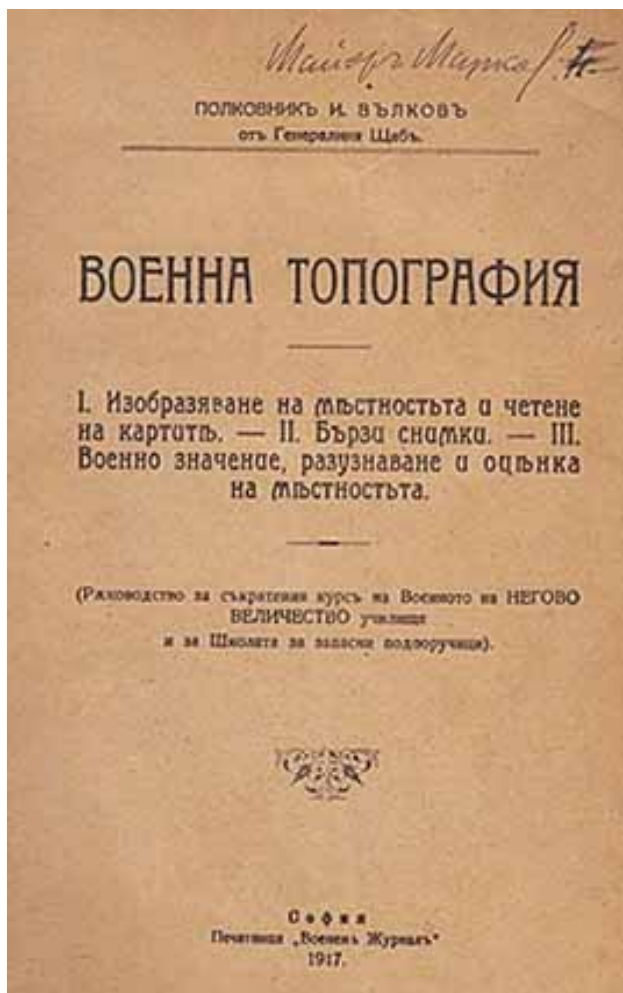 Майоръ Марко
ПОЛКОВНИКЪ И. ВЪЛКОВЪ
отъ Генералния Щабъ.
ВОЕННА ТОПОГРАФИЯ
I. Изобразяване на мѣстностьта и четене
на картитѣ. — II. Бързи снимки. — III.
Военно значение, разузнаване и оцѣнка
на мѣстностьта.
(Рѫководство за съкратения курсъ на Военното на НЕГОВО
ВЕЛИЧЕСТВО училище
и за Школата за запасни подпоручици).
София
Печатница „Воененъ Журналъ“
1917.